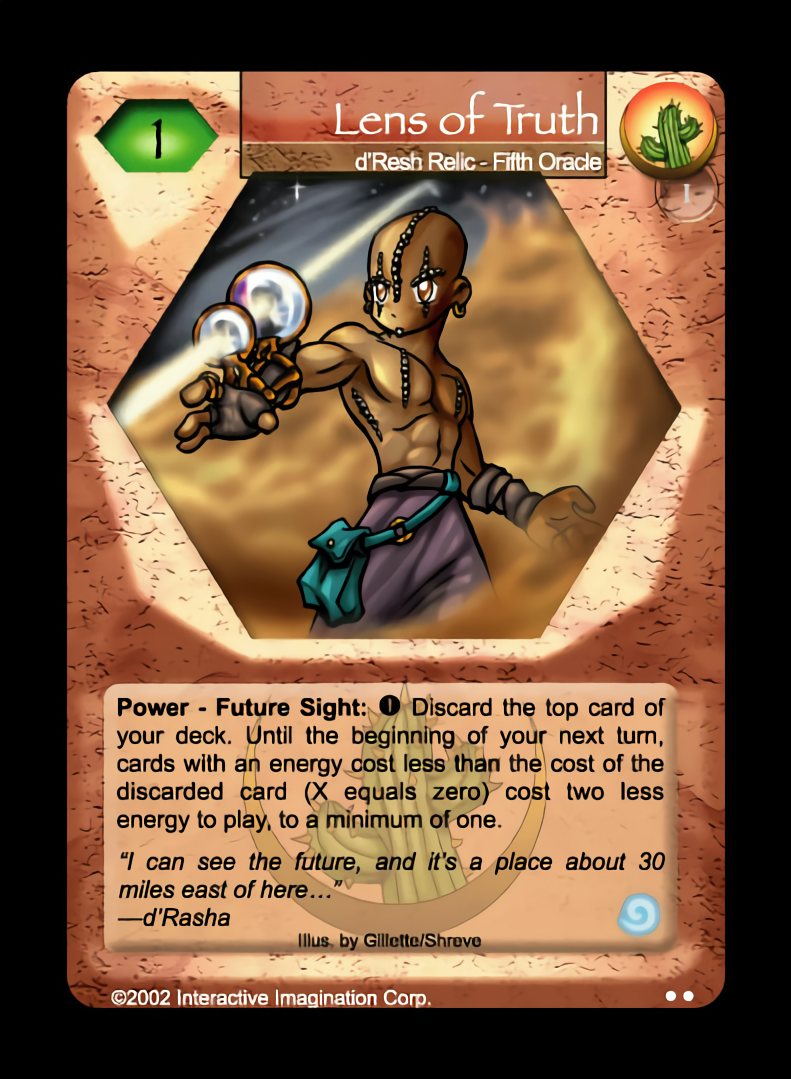 1
Lens of Truth
d'Resh Relic - Fifth Oracle
1
Power - Future Sight: ❶ Discard the top card of
your deck. Until the beginning of your next turn,
cards with an energy cost less than the cost of the
discarded card (X equals zero) cost two less
energy to play, to a minimum of one.
“I can see the future, and it's a place about 30
miles east of here…”
—d'Rasha
Illus. by Gillette/Shreve
©2002 Interactive Imagination Corp.